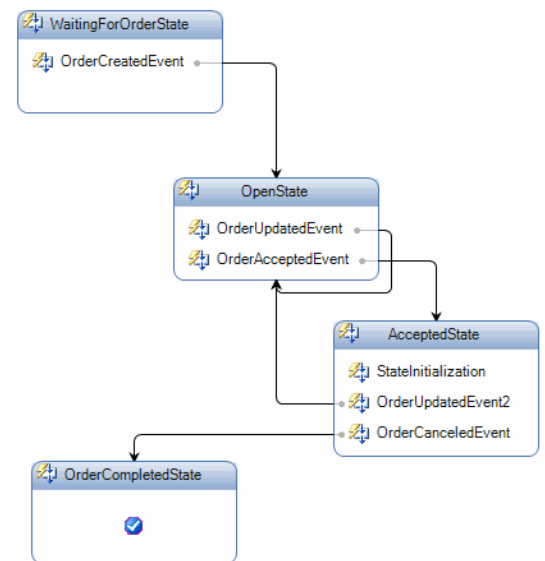 WaitingForOrderState
OrderCreatedEvent
OpenState
OrderUpdatedEvent
OrderAcceptedEvent
AcceptedState
StateInitialization
OrderUpdatedEvent2
OrderCanceledEvent
OrderCompletedState